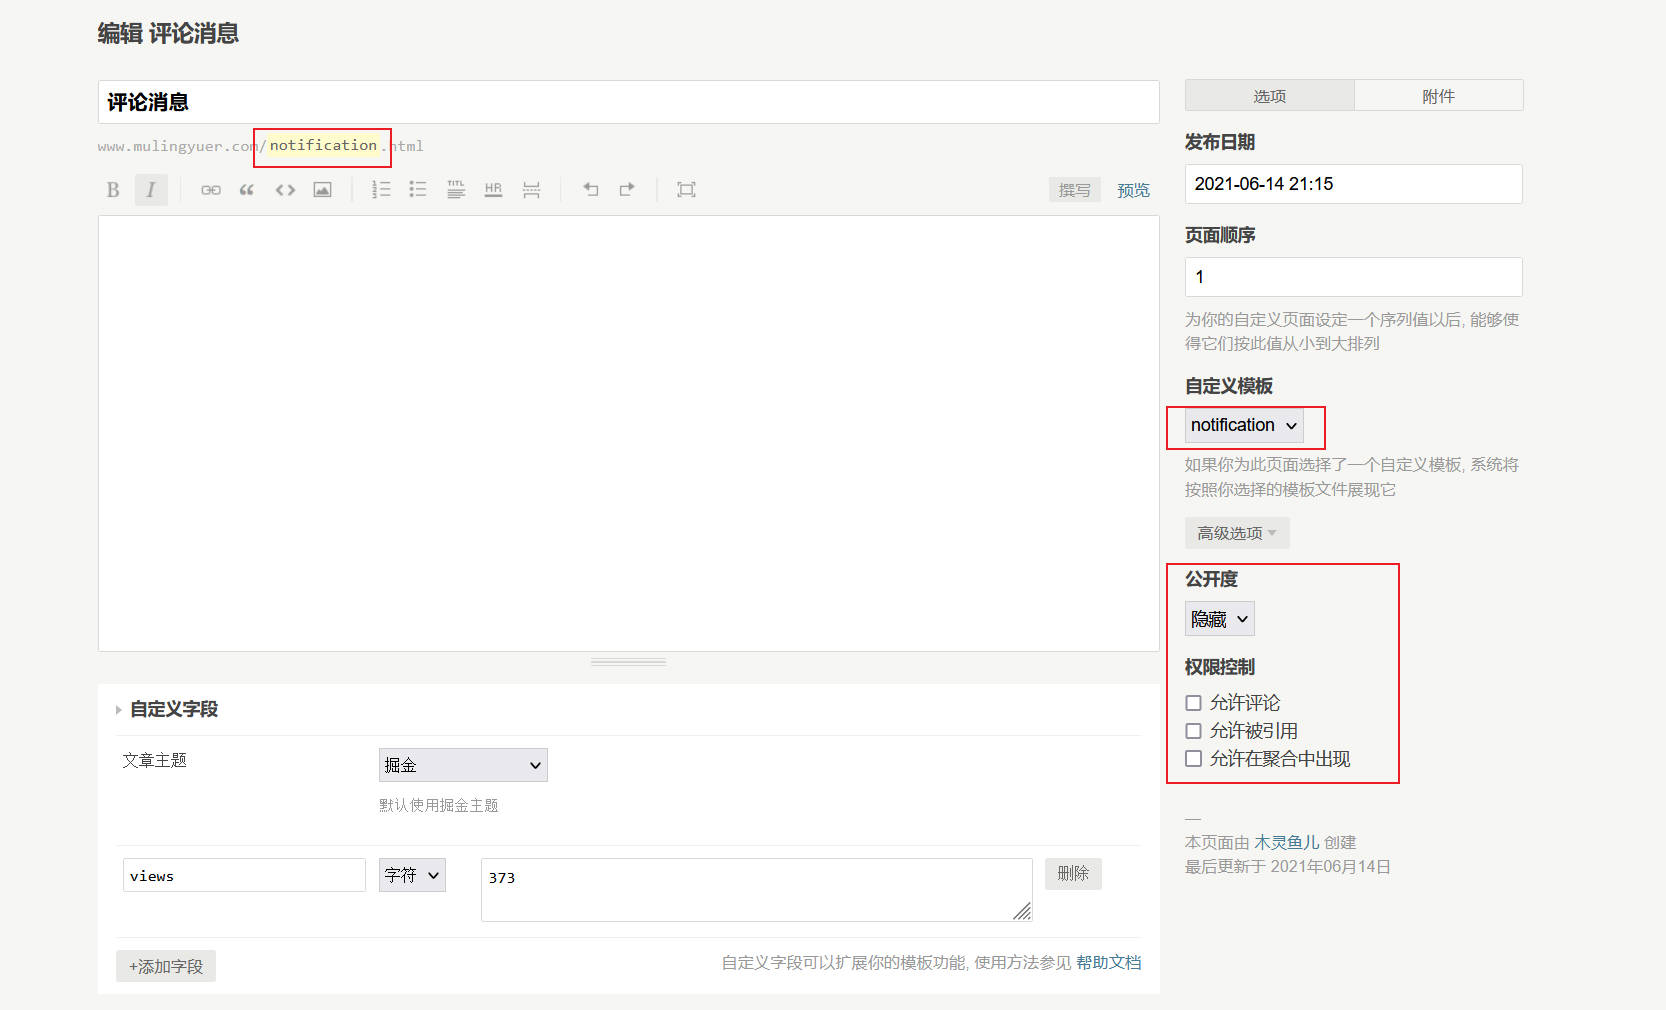 编辑 评论消息
评论消息
www.mulingyuer.com/notification.html
B I TITL HR
撰写 预览
自定义字段
文章主题
掘金
默认使用掘金主题
views 字符 373 删除
+添加字段
自定义字段可以扩展你的模板功能, 使用方法参见 帮助文档
选项 附件
发布日期
2021-06-14 21:15
页面顺序
1
为你的自定义页面设定一个序列值以后, 能够使
得它们按此值从小到大排列
自定义模板
notification
如果你为此页面选择了一个自定义模板, 系统将
按照你选择的模板文件展现它
高级选项
公开度
隐藏
权限控制
允许评论
允许被引用
允许在聚合中出现
—
本页面由 木灵鱼儿 创建
最后更新于 2021年06月14日